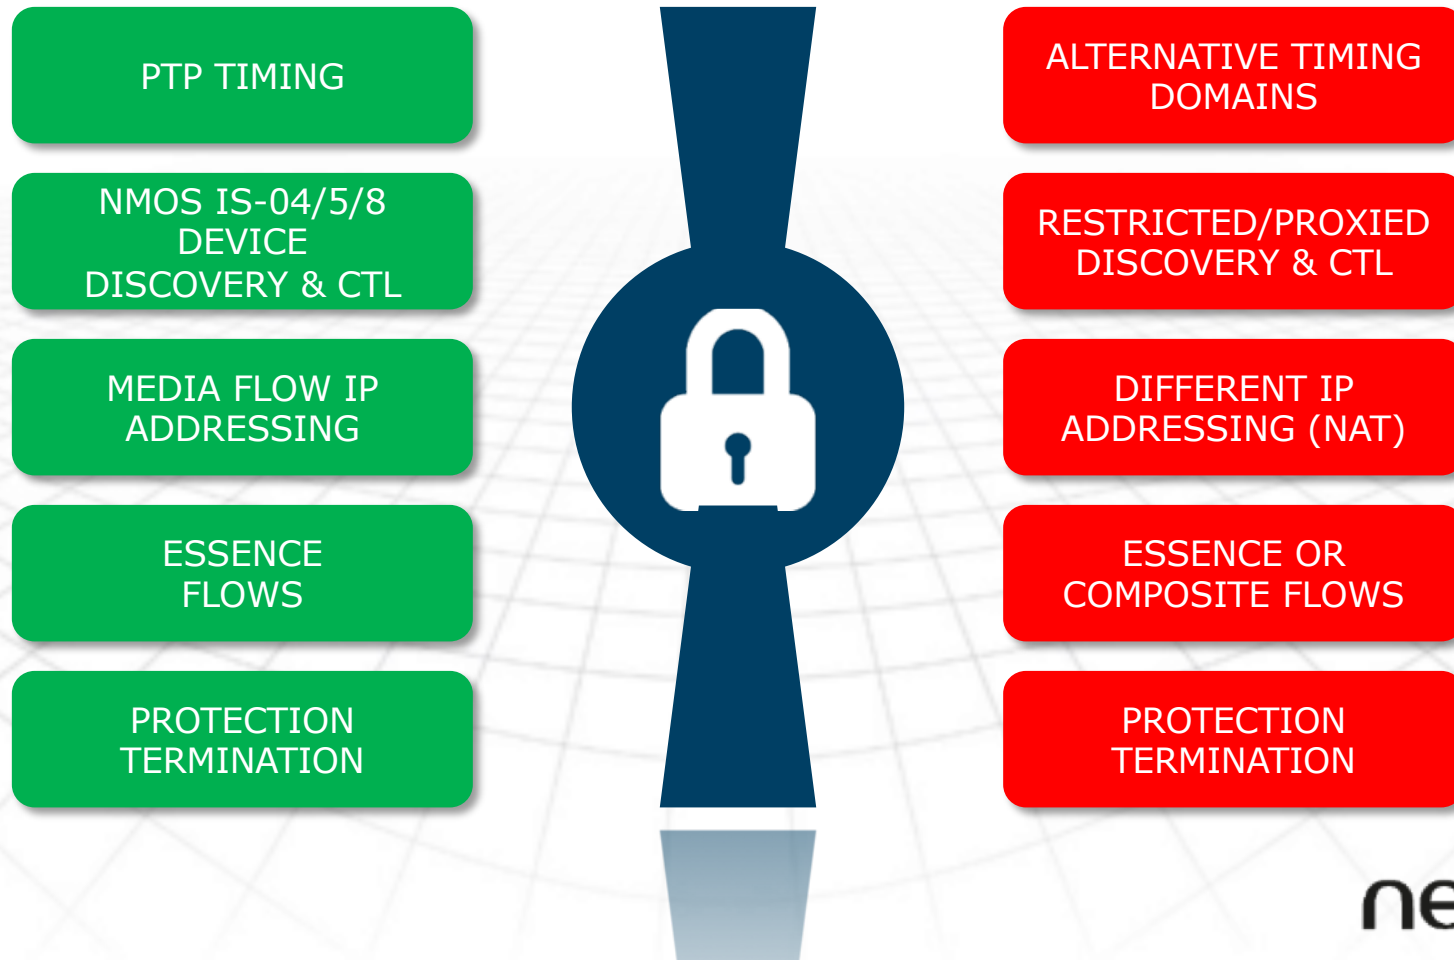 PTP TIMING
NMOS IS-04/5/8
DEVICE
DISCOVERY & CTL
MEDIA FLOW IP
ADDRESSING
ESSENCE
FLOWS
PROTECTION
TERMINATION
ALTERNATIVE TIMING
DOMAINS
RESTRICTED/PROXIED
DISCOVERY & CTL
DIFFERENT IP
ADDRESSING (NAT)
ESSENCE OR
COMPOSITE FLOWS
PROTECTION
TERMINATION